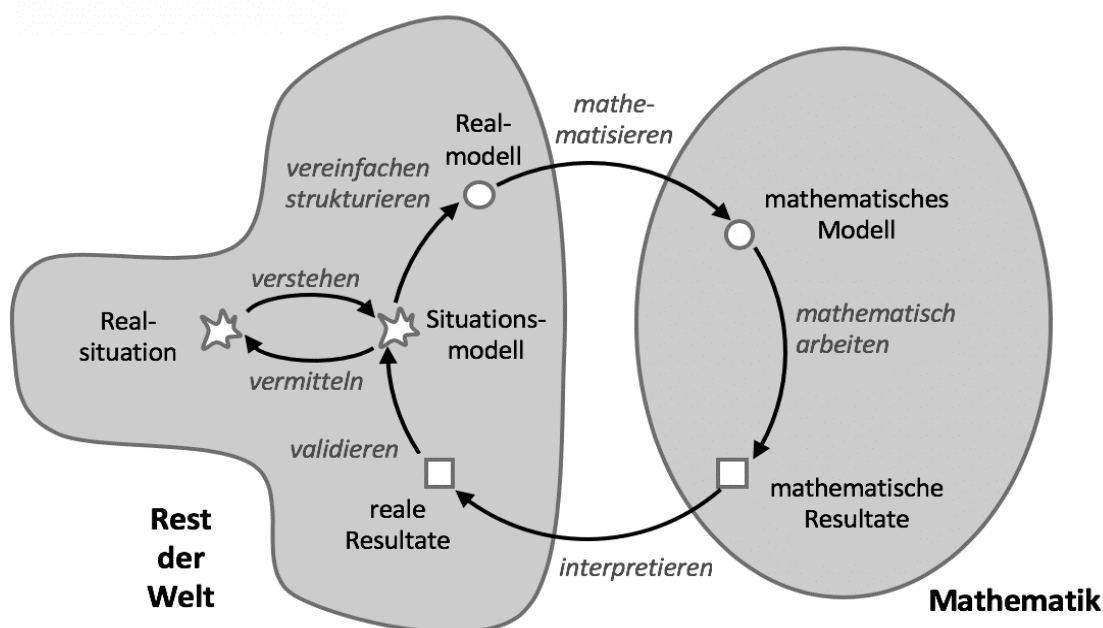 mathe-
matisieren
Real-
modell
vereinfachen
strukturieren
mathematisches
Modell
verstehen
Real-
situation
Situations-
modell
mathematisch
arbeiten
vermitteln
validieren
reale
Resultate
mathematische
Resultate
interpretieren
Rest
der
Welt
Mathematik